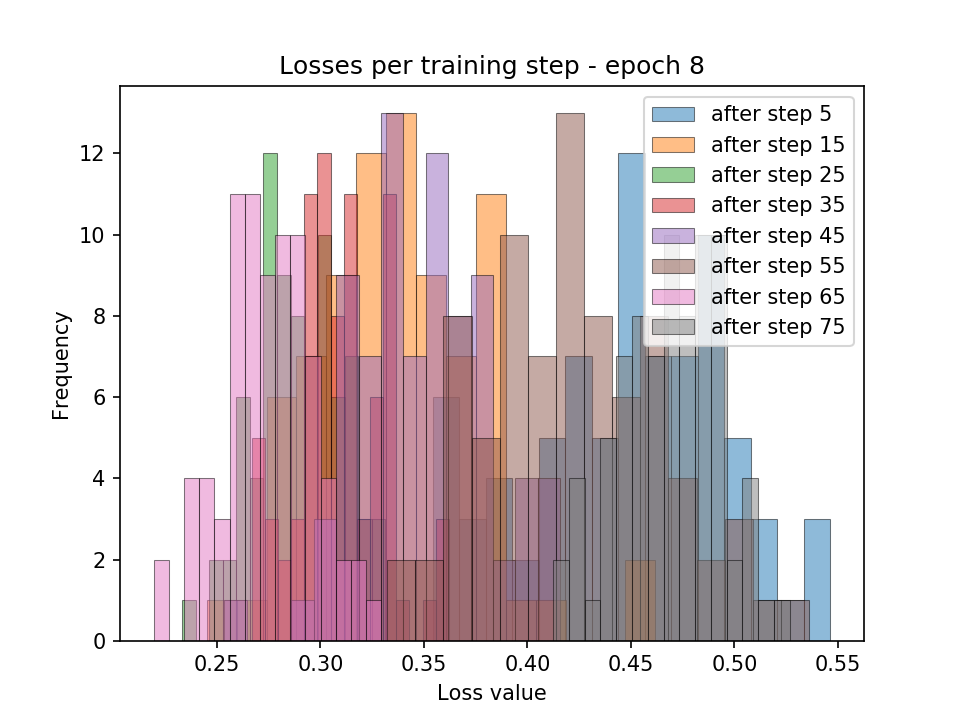 Losses per training step - epoch 8
after step 5
after step 15
after step 25
after step 35
after step 45
after step 55
after step 65
after step 75
Frequency
12
10
8
6
4
2
0
0.25 0.30 0.35 0.40 0.45 0.50 0.55
Loss value